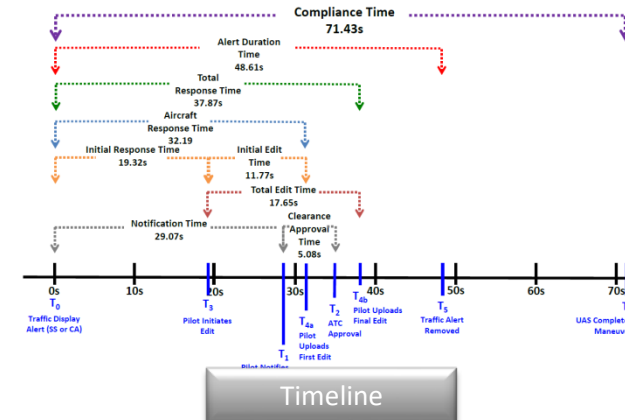 Compliance Time
71.43s
Alert Duration
Time
48.61s
Total
Response Time
37.87s
Aircraft
Response Time
32.19
Initial Response Time
19.32s
Initial Edit
Time
11.77s
Total Edit Time
17.65s
Notification Time
29.07s
Clearance
Approval
Time
5.08s
0s 10s 20s 30s 40s 50s 60s 70s
T0
Traffic Display
Alert (SS or CA)
T3
Pilot Initiates
Edit
T1
Pilot Notifies
T4a
Pilot
Uploads
First Edit
T2
ATC
Approval
T4b
Pilot Uploads
Final Edit
T5
Traffic Alert
Removed
UAS
Maneuv
Timeline